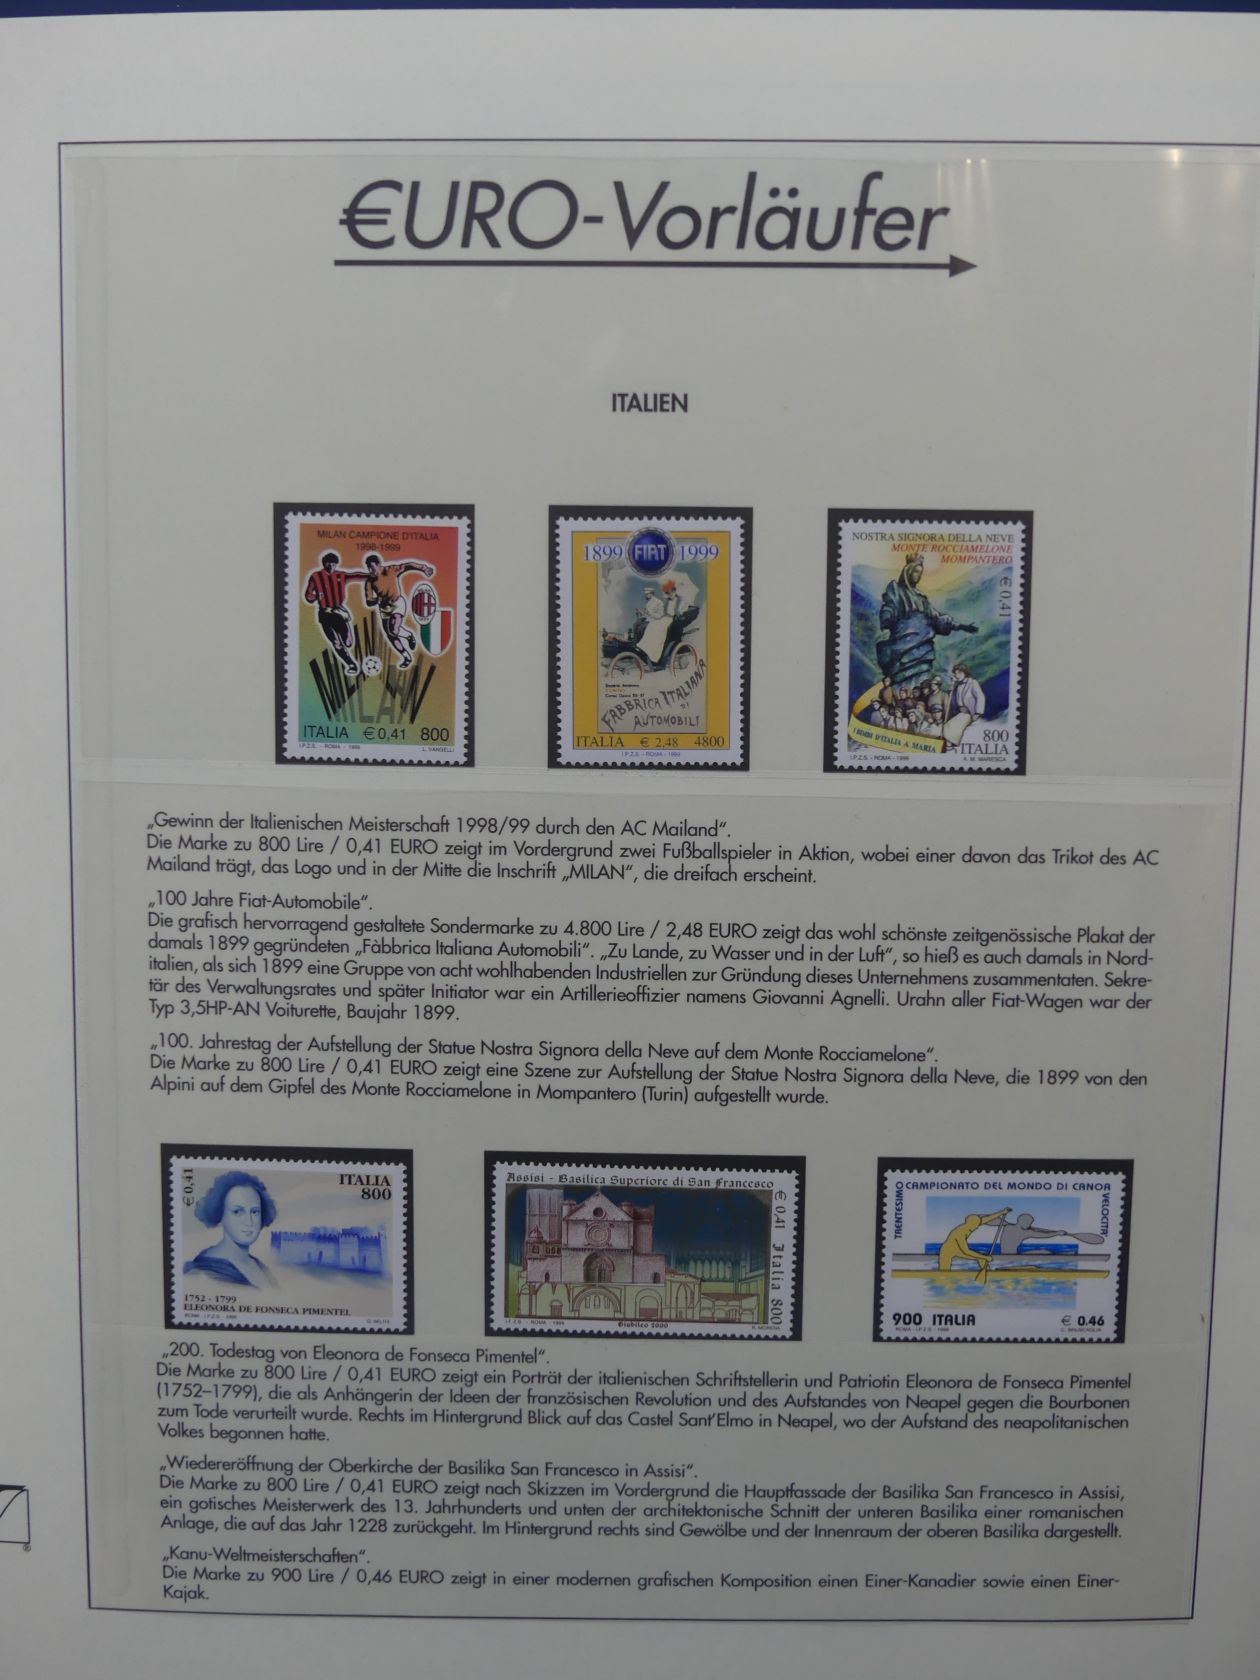 €URO-Vorläufer
ITALIEN
MILAN CAMPIONE D'ITALIA
1998-1999
MILAN
ITALIA €0,41 800
I.P.Z.S. - ROMA - 1999 L. VANGELLI
1899 FIAT 1999
FABBRICA ITALIANA
DI
AUTOMOBILI
ITALIA € 2,48 4800
I.P.Z.S. - ROMA - 1999
NOSTRA SIGNORA DELLA NEVE
MONTE ROCCIAMELONE
MOMPANTERO
€ 0,41
I BIMBI D'ITALIA A MARIA
800
ITALIA
I.P.Z.S. - ROMA - 1999 A. M. MARESCA
„Gewinn der Italienischen Meisterschaft 1998/99 durch den AC Mailand“.
Die Marke zu 800 Lire / 0,41 EURO zeigt im Vordergrund zwei Fußballspieler in Aktion, wobei einer davon das Trikot des AC
Mailand trägt, das Logo und in der Mitte die Inschrift „MILAN“, die dreifach erscheint.
„100 Jahre Fiat-Automobile“.
Die grafisch hervorragend gestaltete Sondermarke zu 4.800 Lire / 2,48 EURO zeigt das wohl schönste zeitgenössische Plakat der
damals 1899 gegründeten „Fàbbrica Italiana Automobili“. „Zu Lande, zu Wasser und in der Luft“, so hieß es auch damals in Nord-
italien, als sich 1899 eine Gruppe von acht wohlhabenden Industriellen zur Gründung dieses Unternehmens zusammentaten. Sekre-
tär des Verwaltungsrates und später Initiator war ein Artillerieoffizier namens Giovanni Agnelli. Urahn aller Fiat-Wagen war der
Typ 3,5HP-AN Voiturette, Baujahr 1899.
„100. Jahrestag der Aufstellung der Statue Nostra Signora della Neve auf dem Monte Rocciamelone“.
Die Marke zu 800 Lire / 0,41 EURO zeigt eine Szene zur Aufstellung der Statue Nostra Signora della Neve, die 1899 von den
Alpini auf dem Gipfel des Monte Rocciamelone in Mompantero (Turin) aufgestellt wurde.
€ 0,41
ITALIA
800
1752 - 1799
ELEONORA DE FONSECA PIMENTEL
Assisi - Basilica Superiore di San Francesco
€ 0,41 Italia 800
I.P.Z.S. - ROMA - 1999 Giubileo 2000
TRENTESIMO CAMPIONATO DEL MONDO DI CANOA VELOCITA'
900 ITALIA € 0,46
„200. Todestag von Eleonora de Fonseca Pimentel“.
Die Marke zu 800 Lire / 0,41 EURO zeigt ein Porträt der italienischen Schriftstellerin und Patriotin Eleonora de Fonseca Pimentel
(1752–1799), die als Anhängerin der Ideen der französischen Revolution und des Aufstandes von Neapel gegen die Bourbonen
zum Tode verurteilt wurde. Rechts im Hintergrund Blick auf das Castel Sant'Elmo in Neapel, wo der Aufstand des neapolitanischen
Volkes begonnen hatte.
„Wiedereröffnung der Oberkirche der Basilika San Francesco in Assisi“.
Die Marke zu 800 Lire / 0,41 EURO zeigt nach Skizzen im Vordergrund die Hauptfassade der Basilika San Francesco in Assisi,
ein gotisches Meisterwerk des 13. Jahrhunderts und unten der architektonische Schnitt der unteren Basilika einer romanischen
Anlage, die auf das Jahr 1228 zurückgeht. Im Hintergrund rechts sind Gewölbe und der Innenraum der oberen Basilika dargestellt.
„Kanu-Weltmeisterschaften“.
Die Marke zu 900 Lire / 0,46 EURO zeigt in einer modernen grafischen Komposition einen Einer-Kanadier sowie einen Einer-
Kajak.